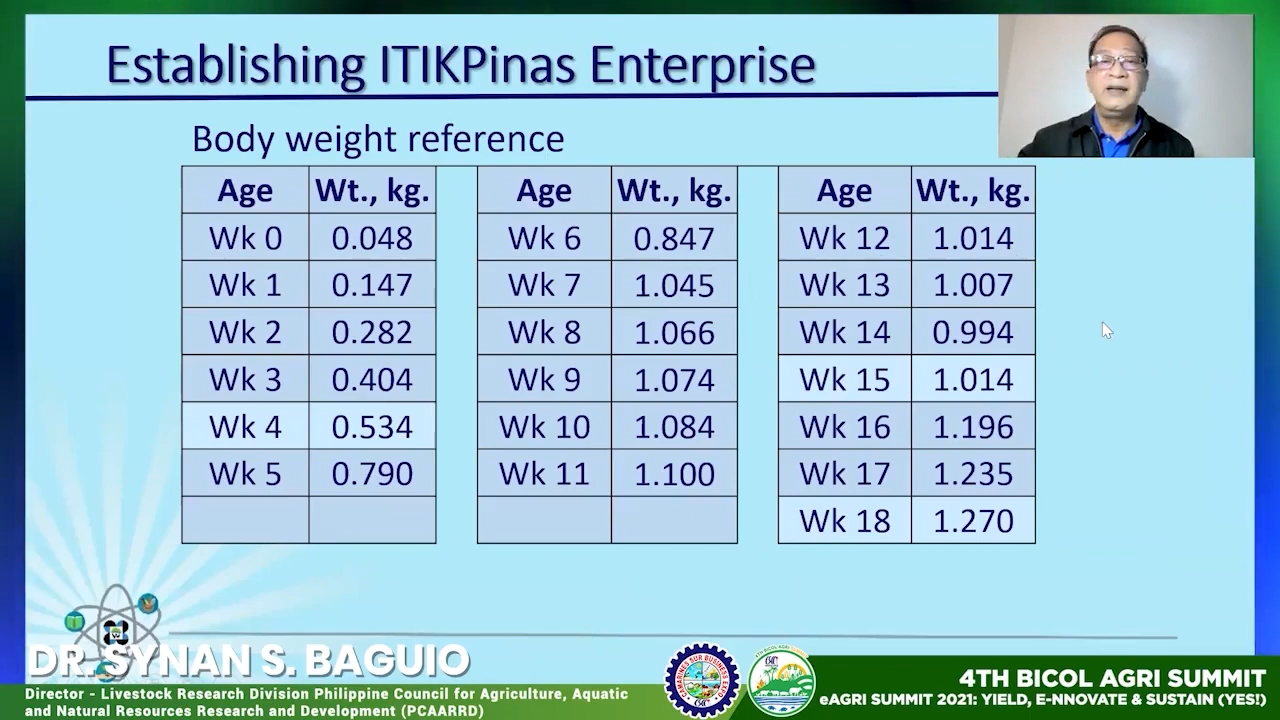 Establishing ITIKPinas Enterprise
Body weight reference
Age Wt., kg.
Wk 0 0.048
Wk 1 0.147
Wk 2 0.282
Wk 3 0.404
Wk 4 0.534
Wk 5 0.790
Age Wt., kg.
Wk 6 0.847
Wk 7 1.045
Wk 8 1.066
Wk 9 1.074
Wk 10 1.084
Wk 11 1.100
Age Wt., kg.
Wk 12 1.014
Wk 13 1.007
Wk 14 0.994
Wk 15 1.014
Wk 16 1.196
Wk 17 1.235
Wk 18 1.270
DR. SYNAN S. BAGUIO
Director - Livestock Research Division Philippine Council for Agriculture, Aquatic
and Natural Resources Research and Development (PCAARRD)
4TH BICOL AGRI SUMMIT
eAGRI SUMMIT 2021: YIELD, E-NNOVATE & SUSTAIN (YES!)